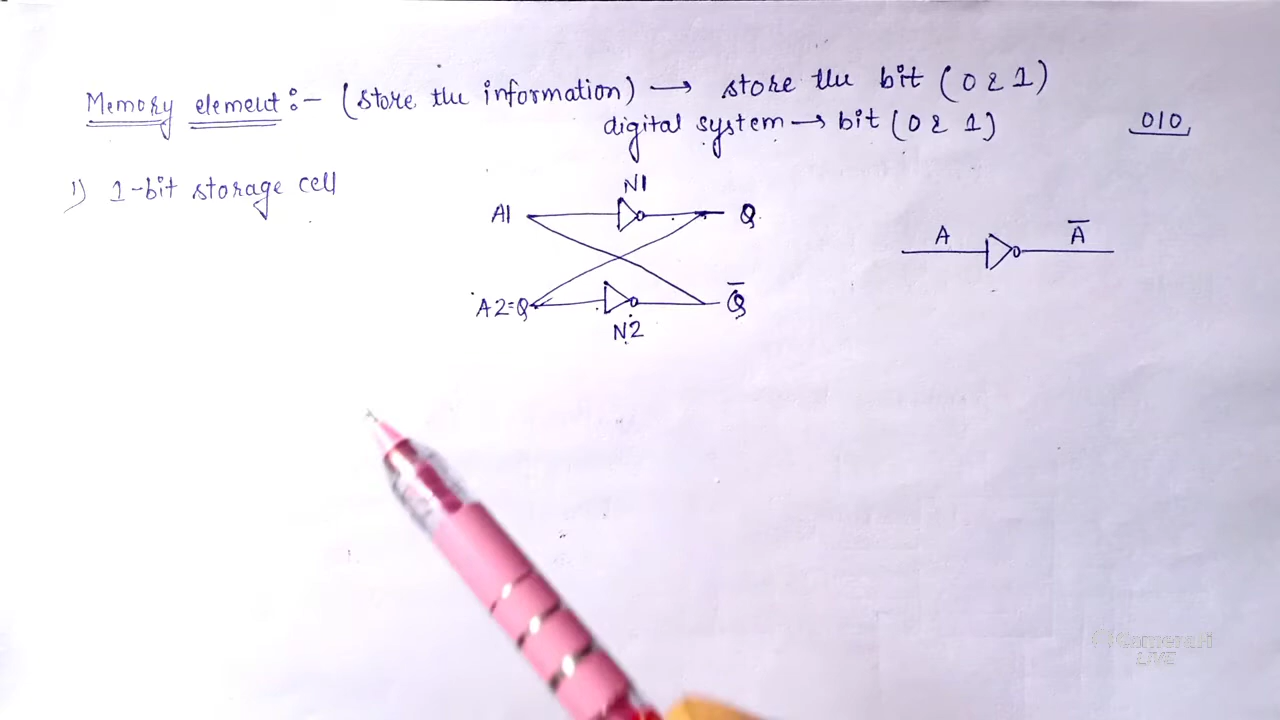 Memory element :- (store the information) → store the bit (0 & 1)
digital system → bit (0 & 1)
010
1) 1-bit storage cell
N1
A1
Q
A
A̅
A2=Q
Q̅
N2
LIVE